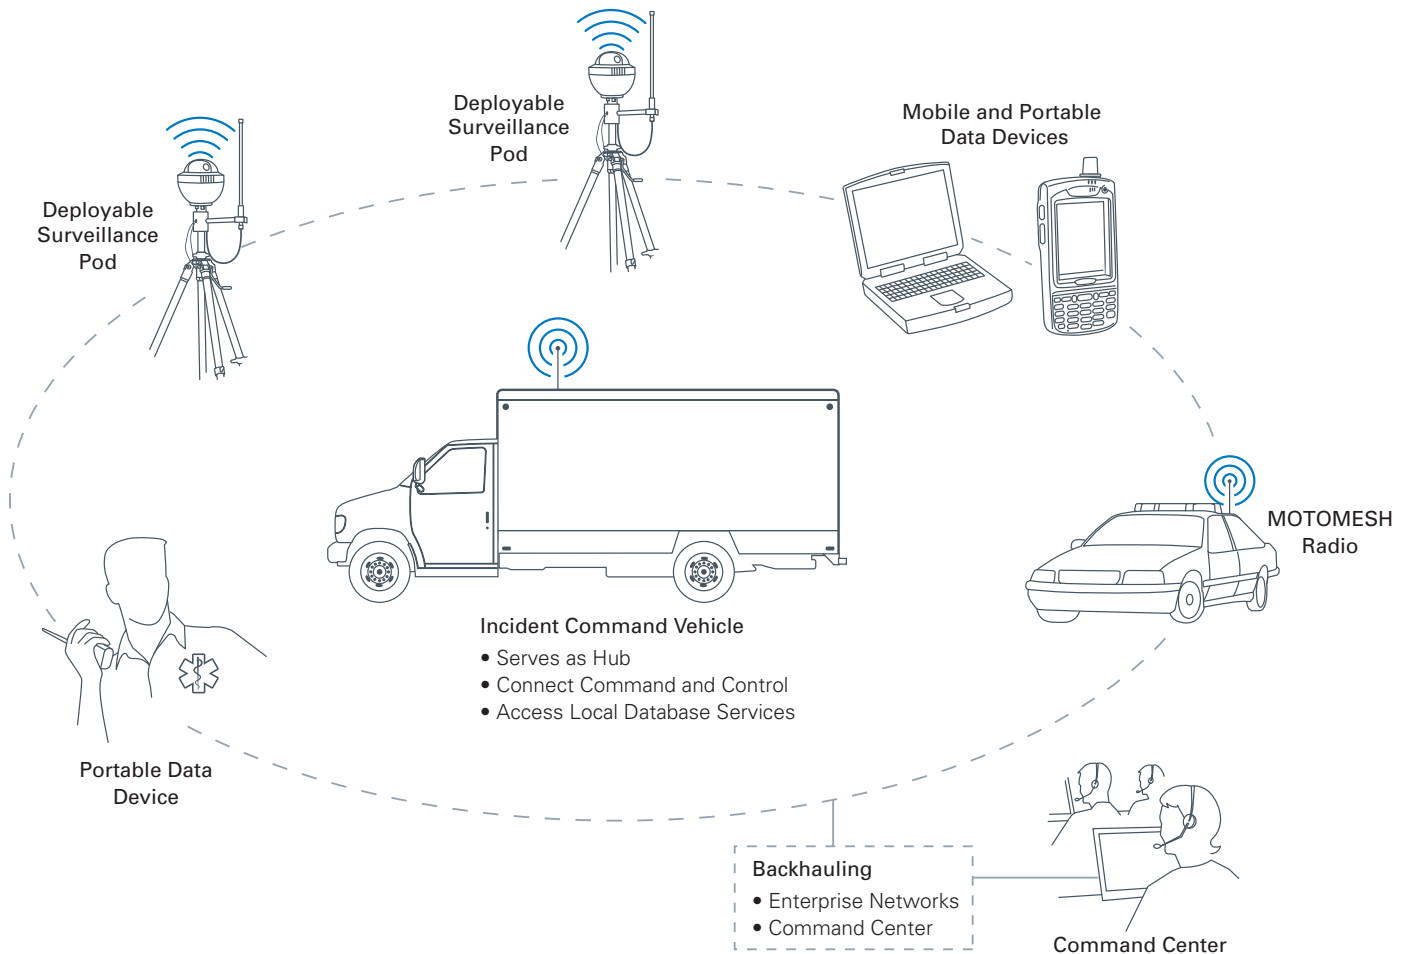 Deployable
Surveillance
Pod
Deployable
Surveillance
Pod
Mobile and Portable
Data Devices
MOTOMESH
Radio
Incident Command Vehicle
• Serves as Hub
• Connect Command and Control
• Access Local Database Services
Portable Data
Device
Backhauling
• Enterprise Networks
• Command Center
Command Center